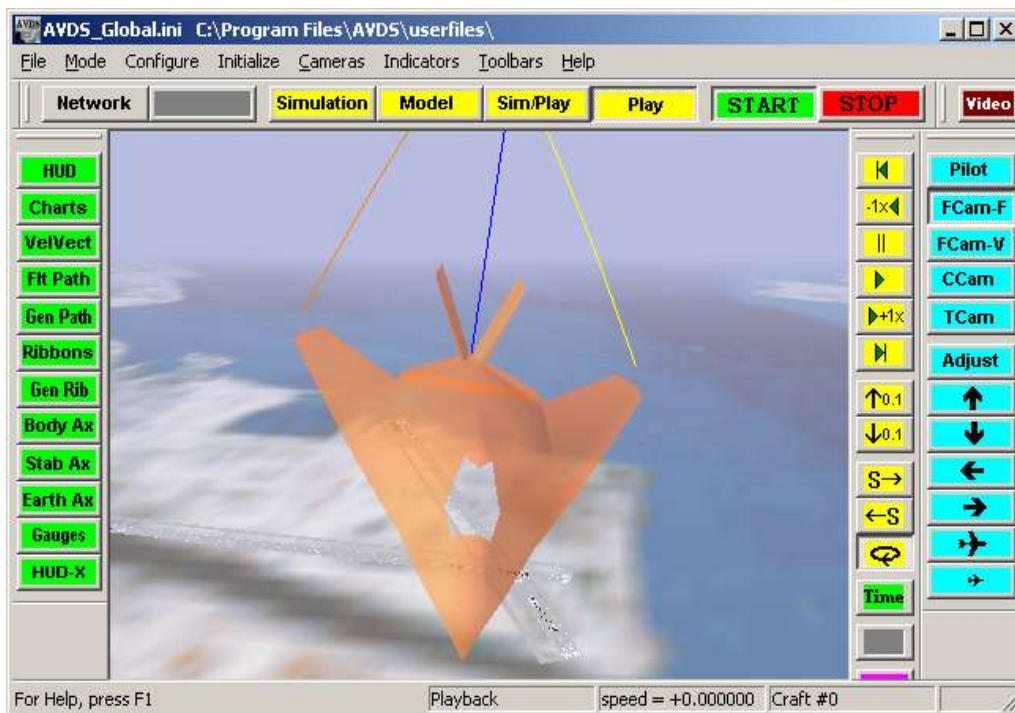 AVDS_Global.ini C:\Program Files\AVDS\userfiles\
File Mode Configure Initialize Cameras Indicators Toolbars Help
Network Simulation Model Sim/Play Play START STOP Video
HUD
Charts
VelVect
Flt Path
Gen Path
Ribbons
Gen Rib
Body Ax
Stab Ax
Earth Ax
Gauges
HUD-X
-1x
+1x
↑0.1
↓0.1
S→
←S
Time
Pilot
FCam-F
FCam-V
CCam
TCam
Adjust
For Help, press F1 Playback speed = +0.000000 Craft #0